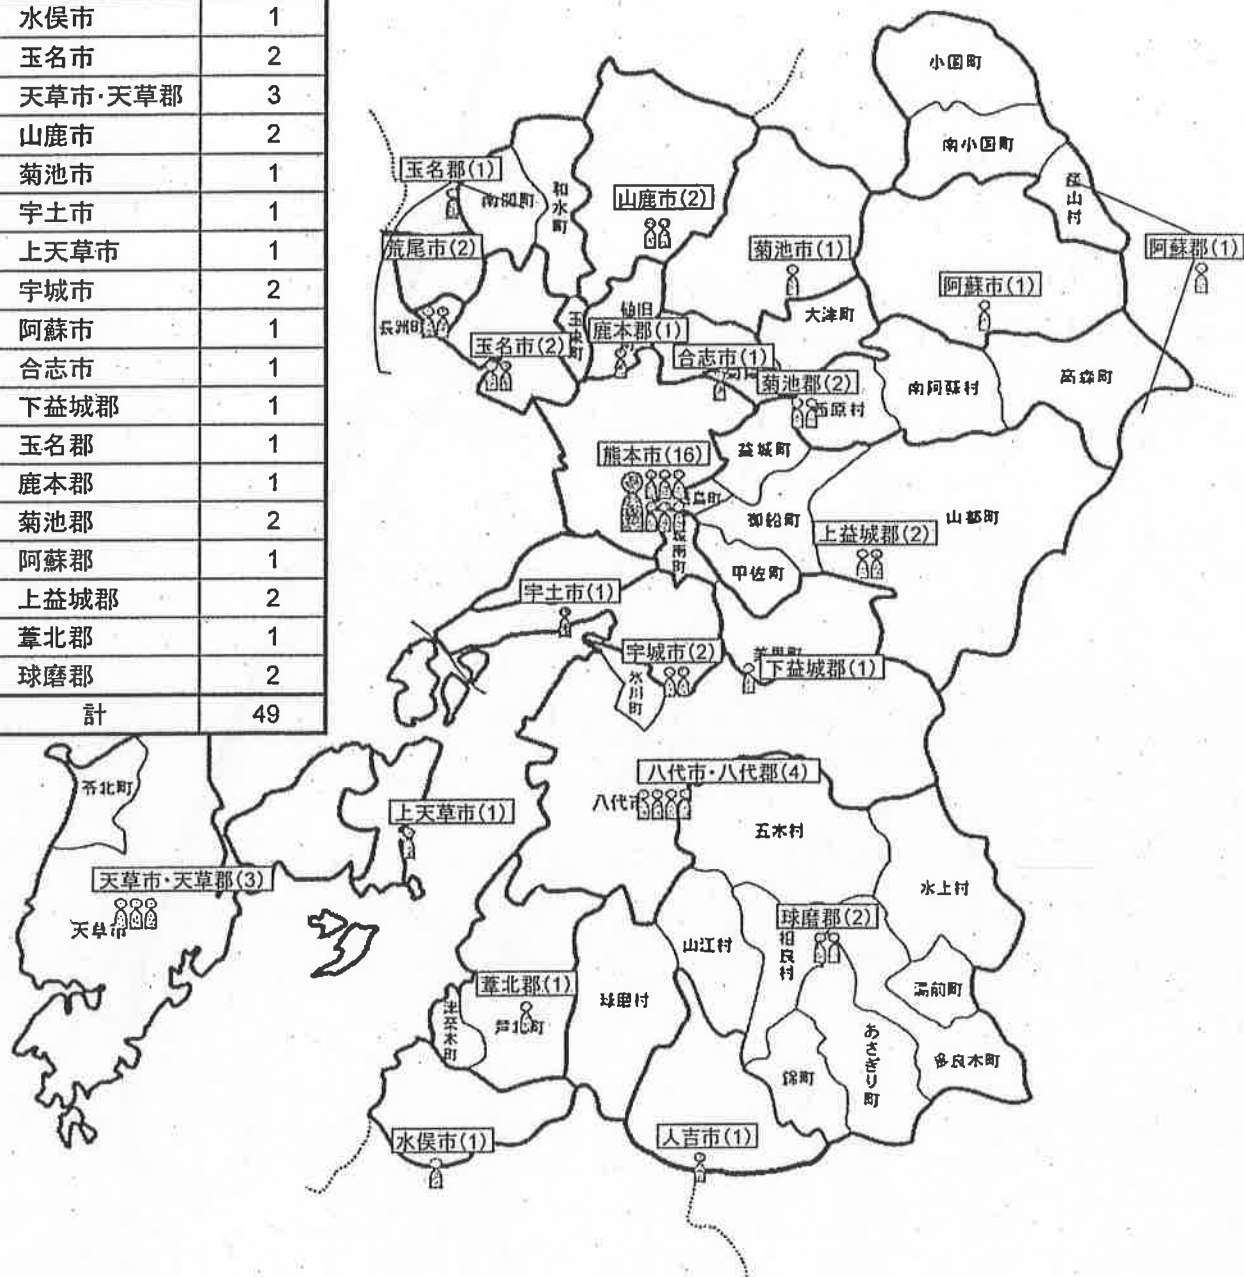 水俣市 1
玉名市 2
天草市・天草郡 3
山鹿市 2
菊池市 1
宇土市 1
上天草市 1
宇城市 2
阿蘇市 1
合志市 1
下益城郡 1
玉名郡 1
鹿本郡 1
菊池郡 2
阿蘇郡 1
上益城郡 2
葦北郡 1
球磨郡 2
計 49
小国町
南小国町
産山村
玉名郡(1)
南関町
和水町
山鹿市(2)
荒尾市(2)
菊池市(1)
阿蘇郡(1)
阿蘇市(1)
長洲町
大津町
玉名市(2)
玉東町
鹿本郡(1)
合志市(1)
菊池郡(2)
西原村
南阿蘇村
高森町
熊本市(16)
益城町
島町
御船町
山都町
上益城郡(2)
城南町
甲佐町
宇土市(1)
宇城市(2)
下益城郡(1)
氷川町
八代市・八代郡(4)
八代市
五木村
苓北町
上天草市(1)
天草市・天草郡(3)
天草市
水上村
球磨郡(2)
山江村
相良村
湯前町
葦北郡(1)
芦北町
津奈木町
球磨村
あさぎり町
多良木町
錦町
水俣市(1)
人吉市(1)